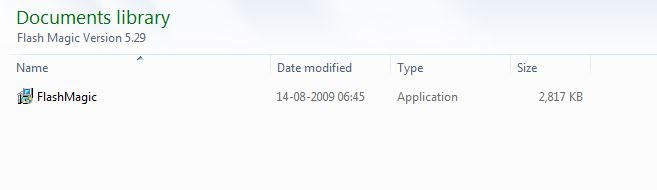 Documents library
Flash Magic Version 5.29
Name Date modified Type Size
FlashMagic 14-08-2009 06:45 Application 2,817 KB